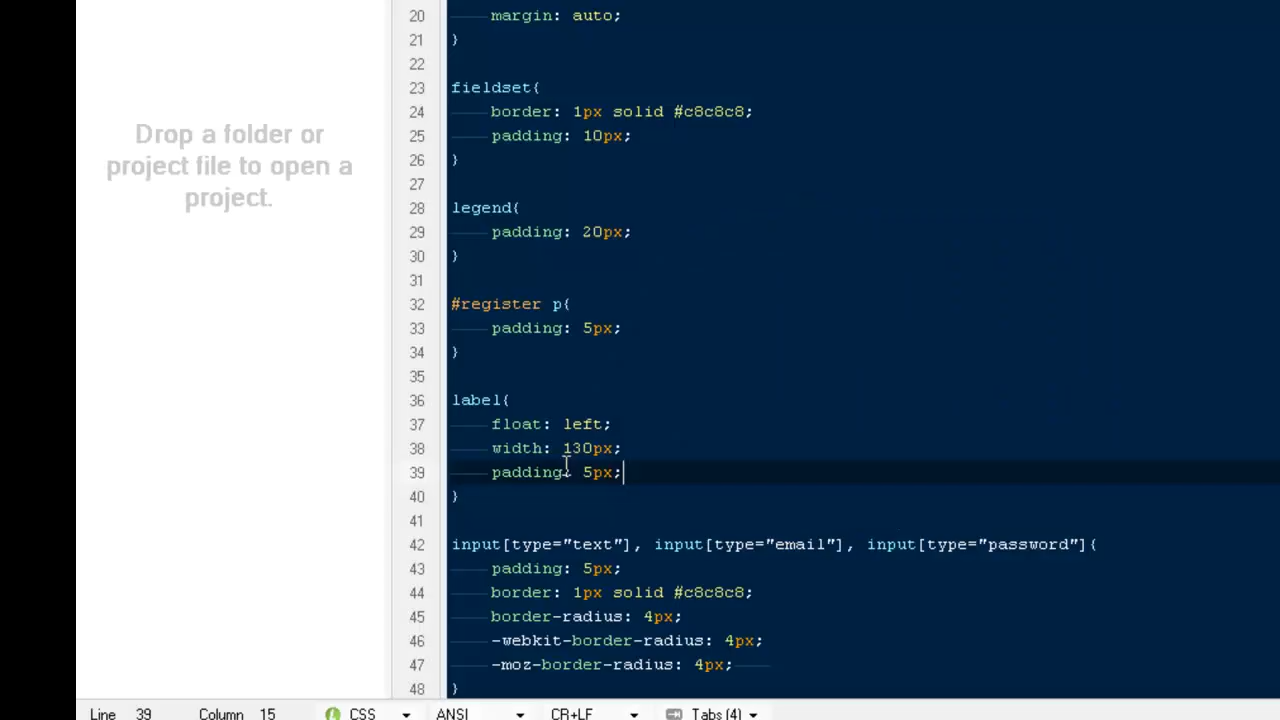 Drop a folder or
project file to open a
project.
20 margin: auto;
21 }
22
23 fieldset{
24 border: 1px solid #c8c8c8;
25 padding: 10px;
26 }
27
28 legend{
29 padding: 20px;
30 }
31
32 #register p{
33 padding: 5px;
34 }
35
36 label{
37 float: left;
38 width: 130px;
39 padding: 5px;
40 }
41
42 input[type="text"], input[type="email"], input[type="password"]{
43 padding: 5px;
44 border: 1px solid #c8c8c8;
45 border-radius: 4px;
46 -webkit-border-radius: 4px;
47 -moz-border-radius: 4px;
48 }
Line 39 Column 15 CSS ANSI CR+LF Tabs (4)